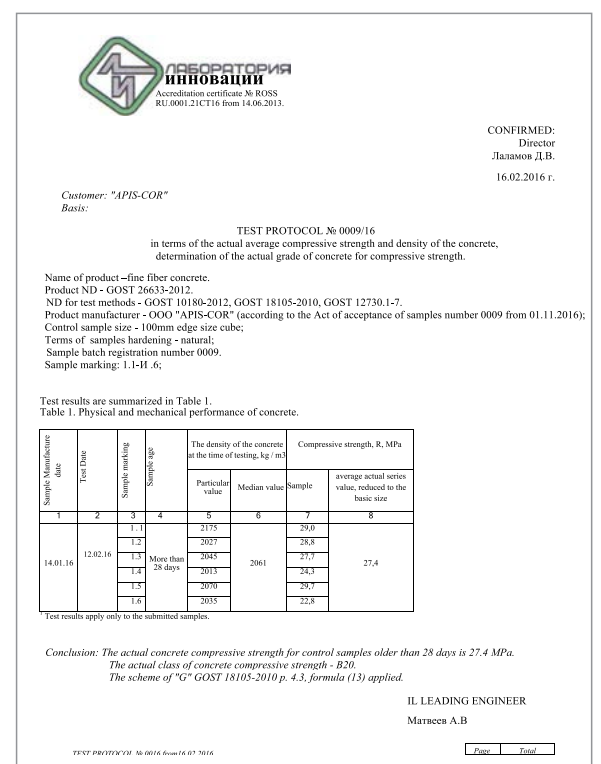 ЛАБОРАТОРИЯ
ИННОВАЦИИ
Accreditation certificate № ROSS
RU.0001.21CT16 from 14.06.2013.
CONFIRMED:
Director
Лаламов Д.В.
16.02.2016 г.
Customer: "APIS-COR"
Basis:
TEST PROTOCOL № 0009/16
in terms of the actual average compressive strength and density of the concrete,
determination of the actual grade of concrete for compressive strength.
Name of product –fine fiber concrete.
Product ND - GOST 26633-2012.
ND for test methods - GOST 10180-2012, GOST 18105-2010, GOST 12730.1-7.
Product manufacturer - OOO "APIS-COR" (according to the Act of acceptance of samples number 0009 from 01.11.2016);
Control sample size - 100mm edge size cube;
Terms of samples hardening - natural;
Sample batch registration number 0009.
Sample marking: 1.1-И .6;
Test results are summarized in Table 1.
Table 1. Physical and mechanical performance of concrete.
Sample Manufacture date
Test Date
Sample marking
Sample age
The density of the concrete at the time of testing, kg / m3
Compressive strength, R, MPa
Particular value
Median value
Sample
average actual series value, reduced to the basic size
1 2 3 4 5 6 7 8
14.01.16 12.02.16 More than 28 days 2061 27,4
1. 1 2175 29,0
1.2 2027 28,8
1.3 2045 27,7
1.4 2013 24,3
1.5 2070 29,7
1.6 2035 22,8
* Test results apply only to the submitted samples.
Conclusion: The actual concrete compressive strength for control samples older than 28 days is 27.4 MPa.
The actual class of concrete compressive strength - B20.
The scheme of "G" GOST 18105-2010 p. 4.3, formula (13) applied.
IL LEADING ENGINEER
Матвеев А.В
TEST PROTOCOL № 0016 from16.02.2016
Page Total